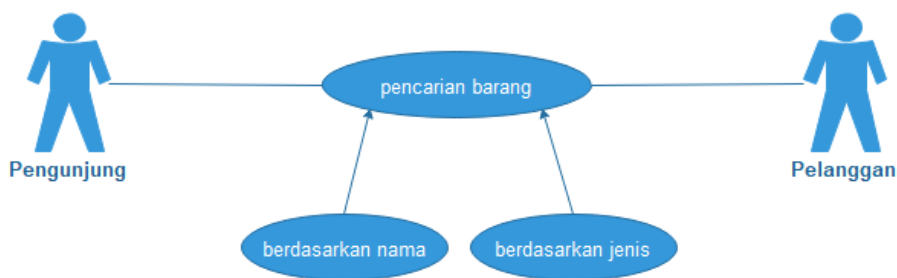 pencarian barang
Pengunjung
Pelanggan
berdasarkan nama
berdasarkan jenis